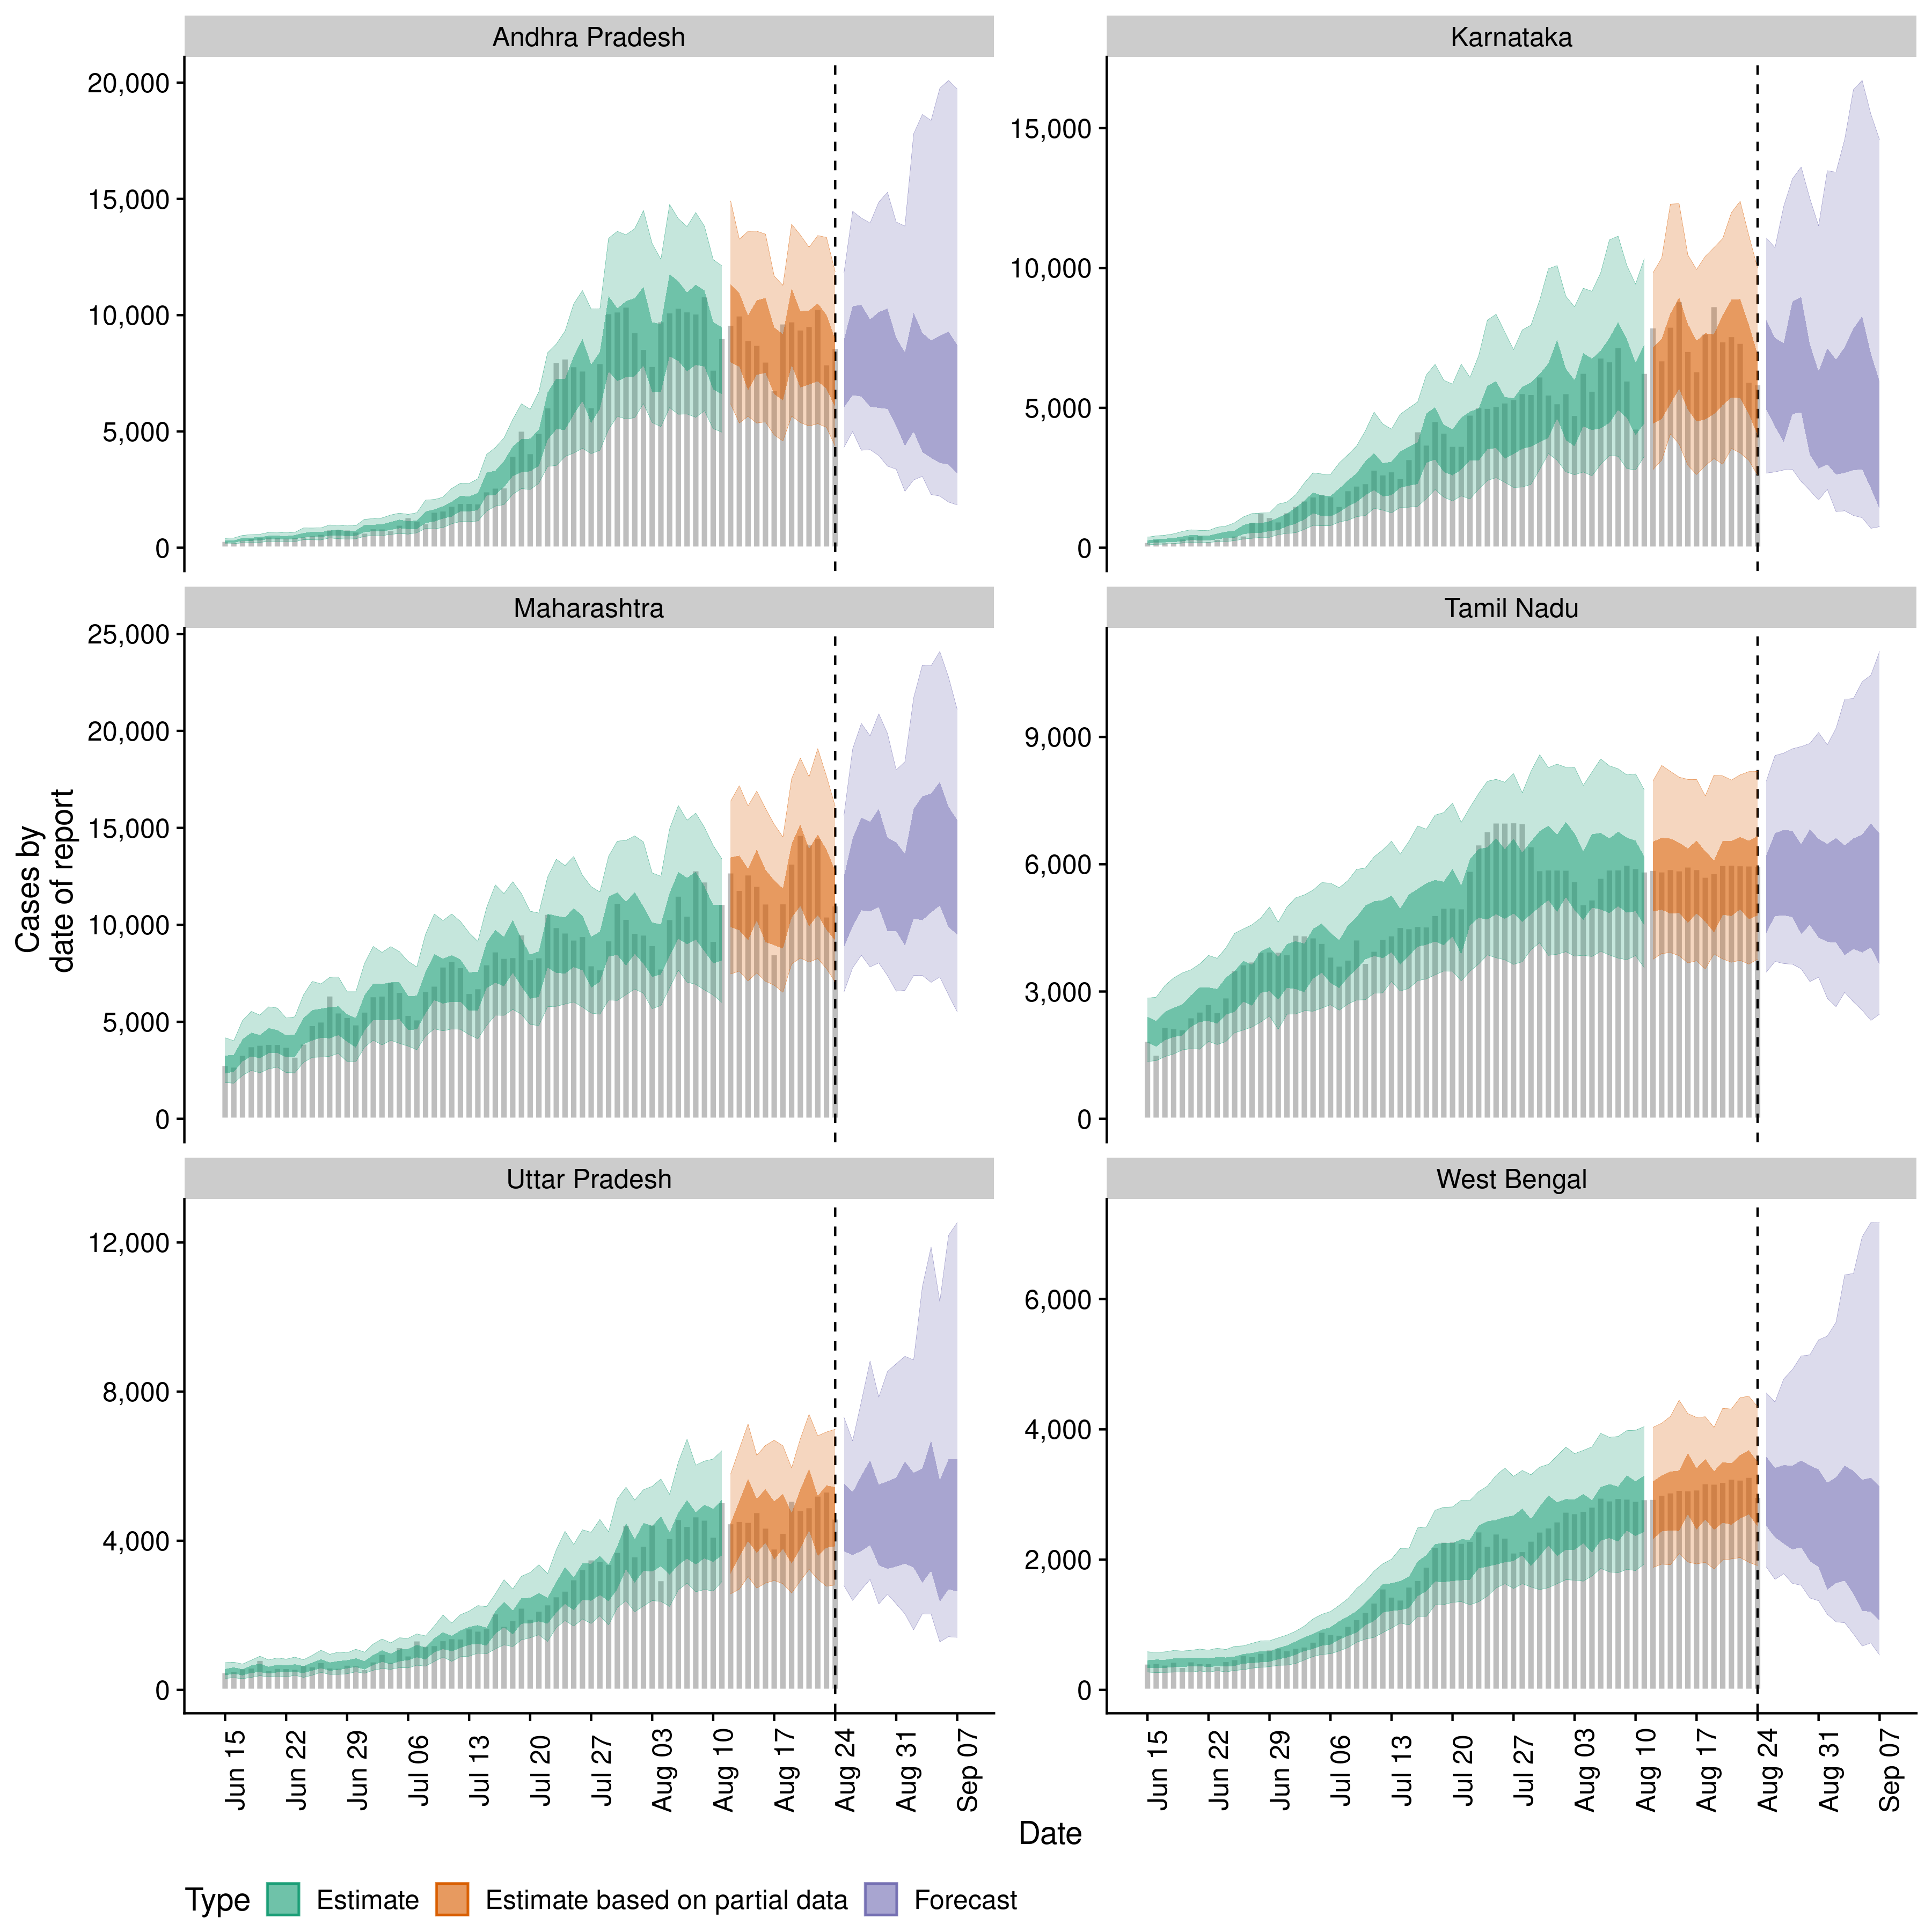 Andhra Pradesh
Karnataka
20,000
15,000
10,000
5,000
0
15,000
10,000
5,000
0
Maharashtra
Tamil Nadu
25,000
20,000
15,000
10,000
5,000
0
9,000
6,000
3,000
0
Cases by
date of report
Uttar Pradesh
West Bengal
12,000
8,000
4,000
0
6,000
4,000
2,000
0
Jun 15
Jun 22
Jun 29
Jul 06
Jul 13
Jul 20
Jul 27
Aug 03
Aug 10
Aug 17
Aug 24
Aug 31
Sep 07
Jun 15
Jun 22
Jun 29
Jul 06
Jul 13
Jul 20
Jul 27
Aug 03
Aug 10
Aug 17
Aug 24
Aug 31
Sep 07
Date
Type Estimate Estimate based on partial data Forecast